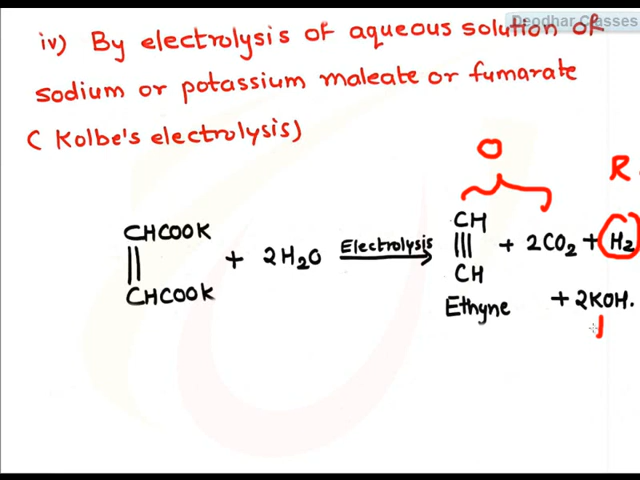 Deodhar Classes
iv) By electrolysis of aqueous solution of
sodium or potassium maleate or fumarate
( Kolbe's electrolysis)
O
R
CHCOOK
||
CHCOOK
+ 2H₂O
Electrolysis
CH
|||
CH
+ 2CO₂ + H₂
Ethyne
+ 2KOH.